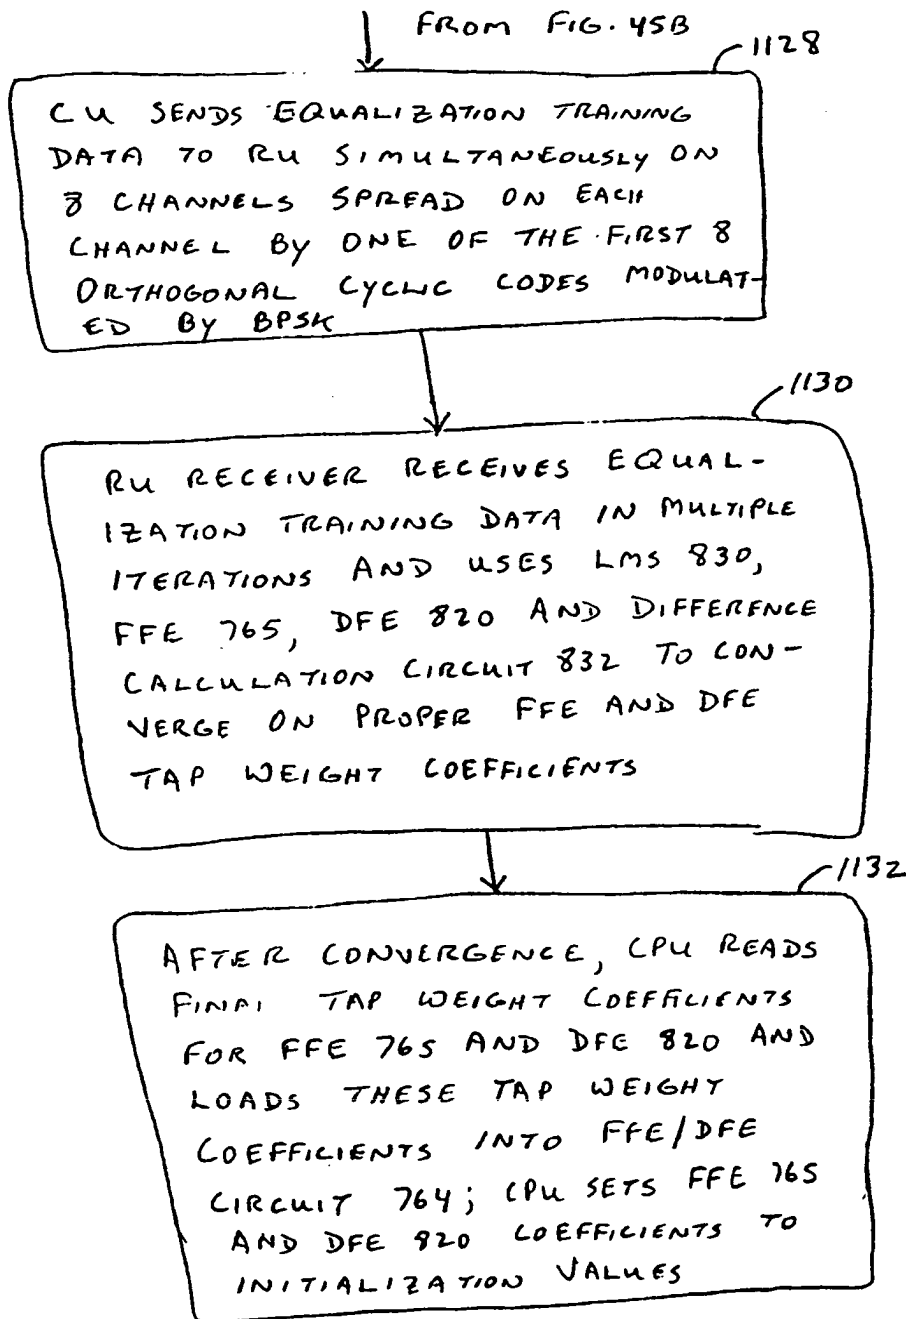 FROM FIG. 45B
1128
CU SENDS EQUALIZATION TRAINING
DATA TO RU SIMULTANEOUSLY ON
8 CHANNELS SPREAD ON EACH
CHANNEL BY ONE OF THE FIRST 8
ORTHOGONAL CYCLIC CODES MODULAT-
ED BY BPSK
1130
RU RECEIVER RECEIVES EQUAL-
IZATION TRAINING DATA IN MULTIPLE
ITERATIONS AND USES LMS 830,
FFE 765, DFE 820 AND DIFFERENCE
CALCULATION CIRCUIT 832 TO CON-
VERGE ON PROPER FFE AND DFE
TAP WEIGHT COEFFICIENTS
1132
AFTER CONVERGENCE, CPU READS
FINAL TAP WEIGHT COEFFICIENTS
FOR FFE 765 AND DFE 820 AND
LOADS THESE TAP WEIGHT
COEFFICIENTS INTO FFE/DFE
CIRCUIT 764; CPU SETS FFE 765
AND DFE 820 COEFFICIENTS TO
INITIALIZATION VALUES